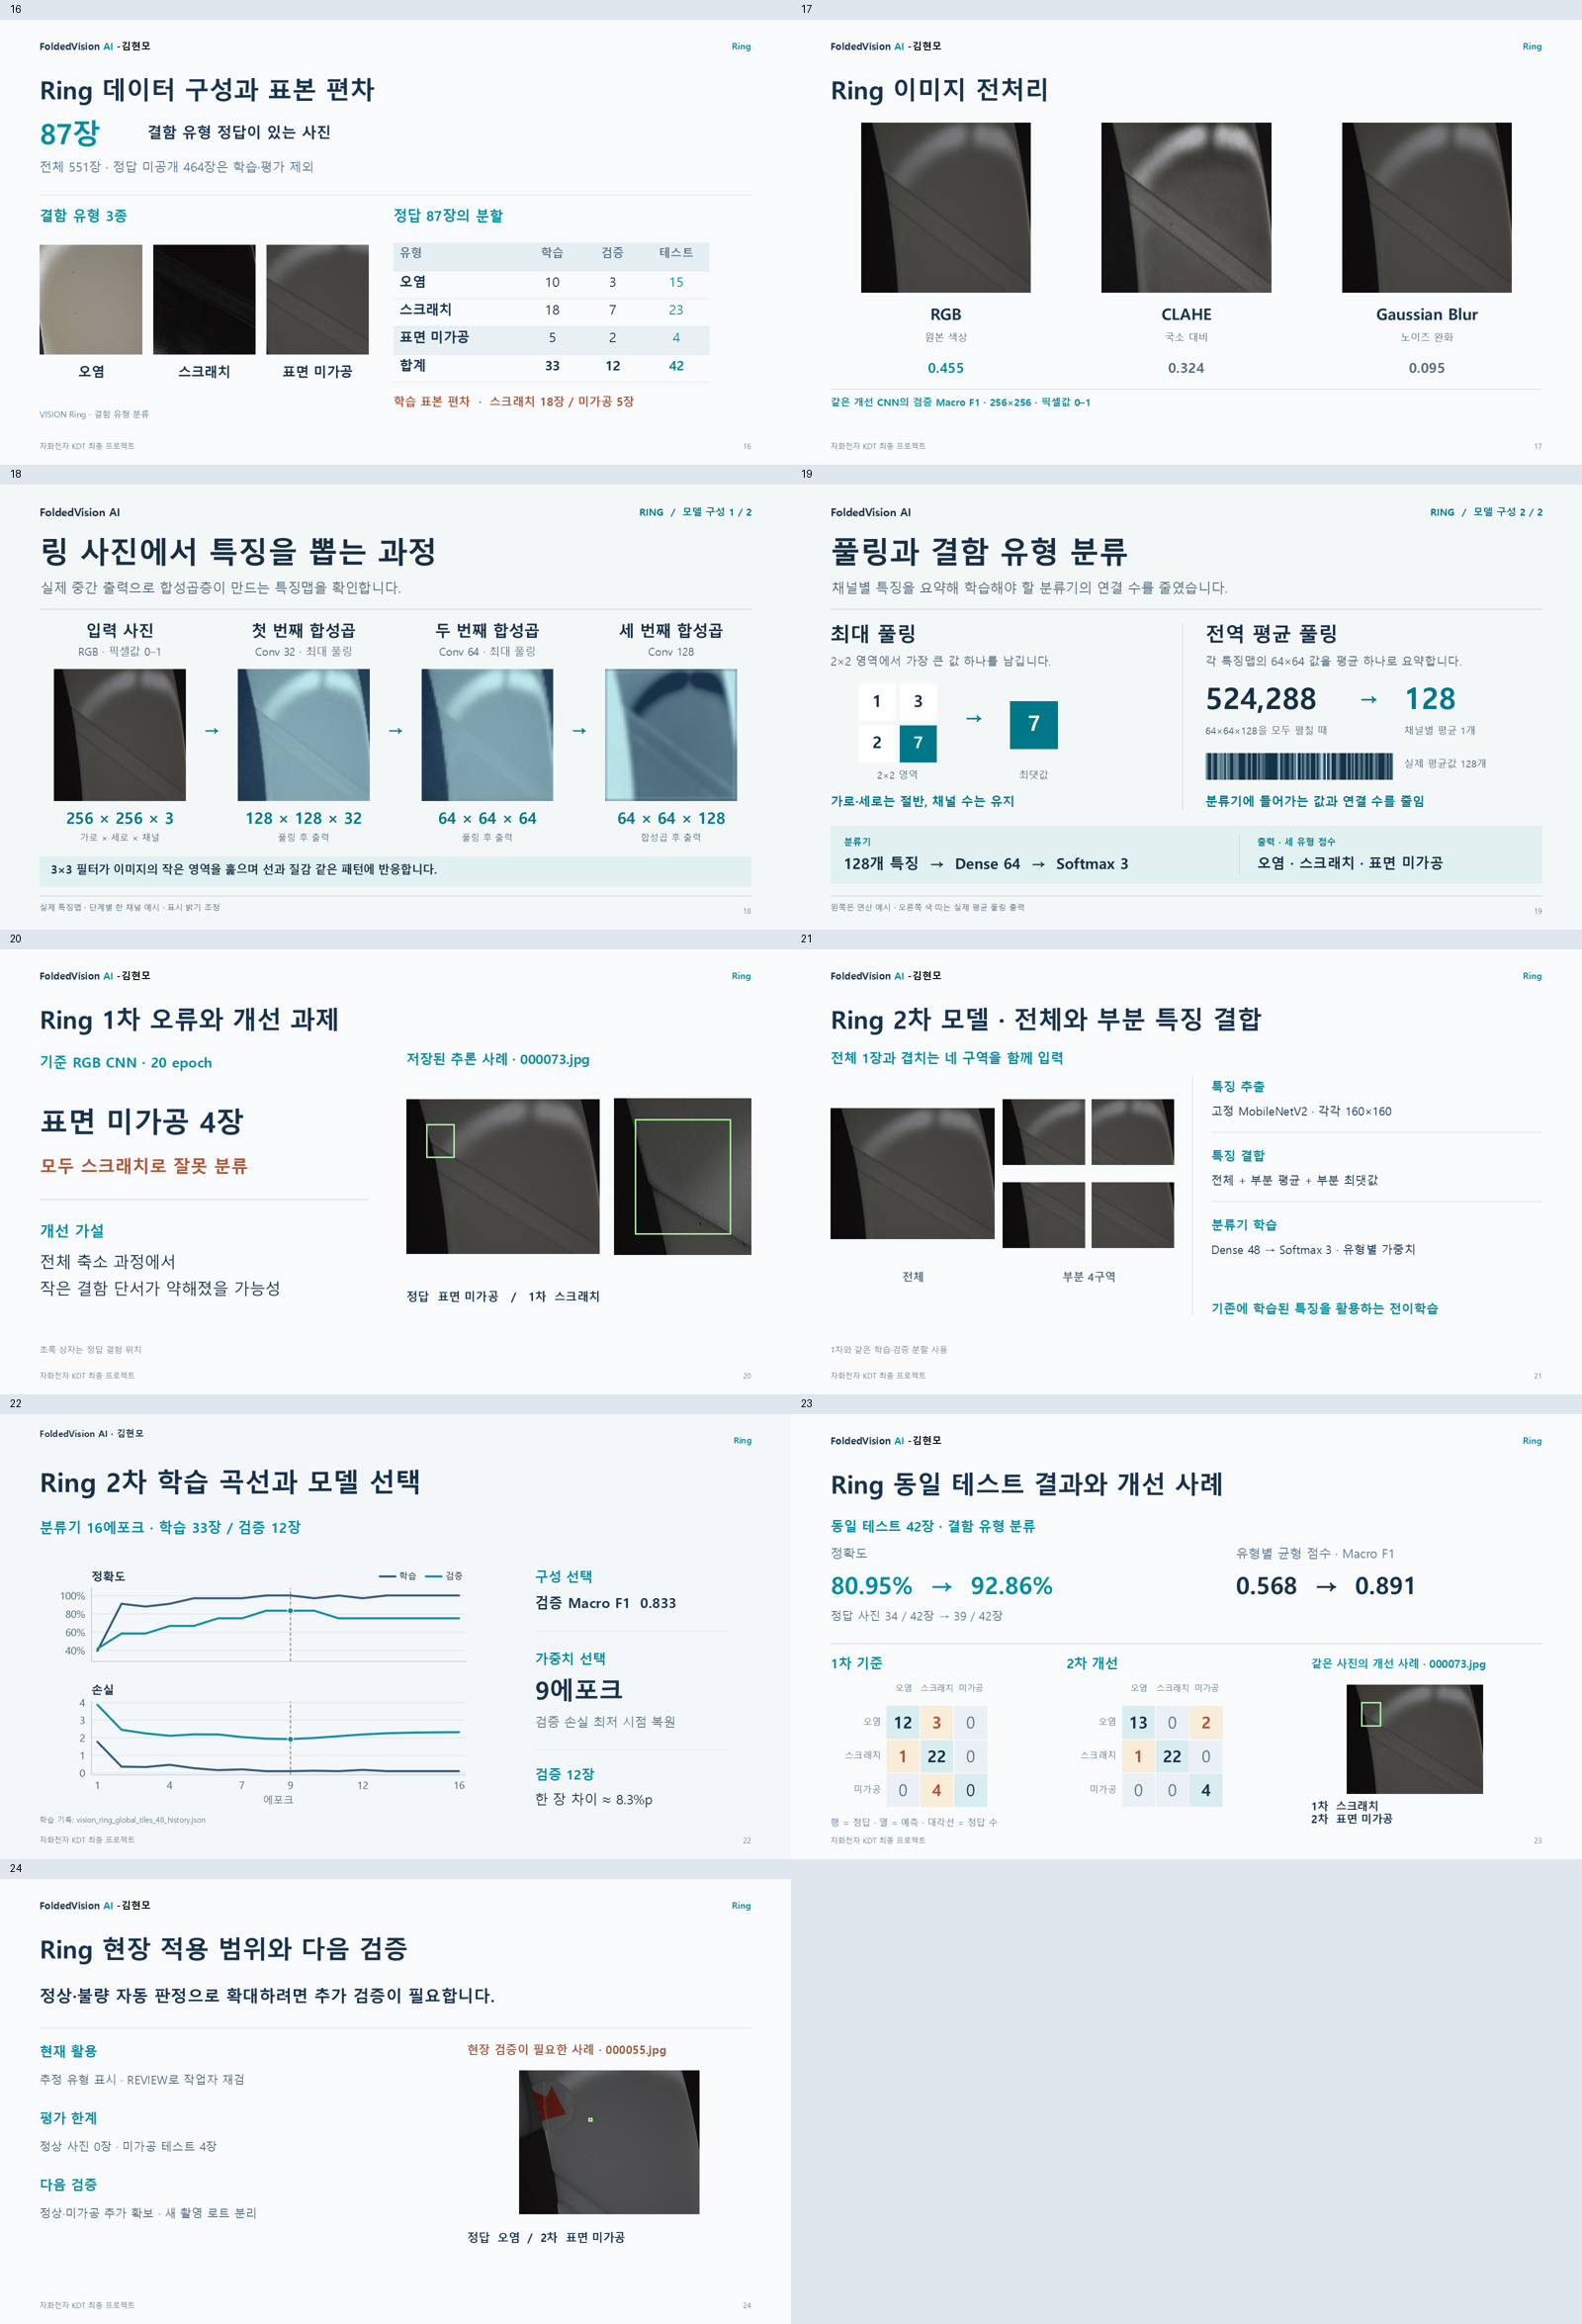 16
FoldedVision AI -김현모
Ring
Ring 데이터 구성과 표본 편차
87장
결함 유형 정답이 있는 사진
전체 551장 · 정답 미공개 464장은 학습·평가 제외
결함 유형 3종
오염
스크래치
표면 미가공
VISION Ring · 결함 유형 분류
정답 87장의 분할
유형 학습 검증 테스트
오염 10 3 15
스크래치 18 7 23
표면 미가공 5 2 4
합계 33 12 42
학습 표본 편차 · 스크래치 18장 / 미가공 5장
자화전자 KDT 최종 프로젝트
16
17
FoldedVision AI -김현모
Ring
Ring 이미지 전처리
RGB
원본 색상
0.455
CLAHE
국소 대비
0.324
Gaussian Blur
노이즈 완화
0.095
같은 개선 CNN의 검증 Macro F1 · 256×256 · 픽셀값 0–1
자화전자 KDT 최종 프로젝트
17
18
FoldedVision AI
RING / 모델 구성 1 / 2
링 사진에서 특징을 뽑는 과정
실제 중간 출력으로 합성곱층이 만드는 특징맵을 확인합니다.
입력 사진
RGB · 픽셀값 0–1
256 × 256 × 3
가로 × 세로 × 채널
→
첫 번째 합성곱
Conv 32 · 최대 풀링
128 × 128 × 32
풀링 후 출력
→
두 번째 합성곱
Conv 64 · 최대 풀링
64 × 64 × 64
풀링 후 출력
→
세 번째 합성곱
Conv 128
64 × 64 × 128
합성곱 후 출력
3×3 필터가 이미지의 작은 영역을 훑으며 선과 질감 같은 패턴에 반응합니다.
실제 특징맵 · 단계별 한 채널 예시 · 표시 밝기 조정
18
19
FoldedVision AI
RING / 모델 구성 2 / 2
풀링과 결함 유형 분류
채널별 특징을 요약해 학습해야 할 분류기의 연결 수를 줄였습니다.
최대 풀링
2×2 영역에서 가장 큰 값 하나를 남깁니다.
1 3
2 7
→
7
2×2 영역
최댓값
가로·세로는 절반, 채널 수는 유지
전역 평균 풀링
각 특징맵의 64×64 값을 평균 하나로 요약합니다.
524,288 → 128
64×64×128을 모두 펼칠 때
채널별 평균 1개
실제 평균값 128개
분류기에 들어가는 값과 연결 수를 줄임
분류기
128개 특징 → Dense 64 → Softmax 3
출력 · 세 유형 점수
오염 · 스크래치 · 표면 미가공
왼쪽은 연산 예시 · 오른쪽 색 띠는 실제 평균 풀링 출력
19
20
FoldedVision AI -김현모
Ring
Ring 1차 오류와 개선 과제
기준 RGB CNN · 20 epoch
표면 미가공 4장
모두 스크래치로 잘못 분류
개선 가설
전체 축소 과정에서
작은 결함 단서가 약해졌을 가능성
저장된 추론 사례 · 000073.jpg
정답 표면 미가공 / 1차 스크래치
초록 상자는 정답 결함 위치
자화전자 KDT 최종 프로젝트
20
21
FoldedVision AI -김현모
Ring
Ring 2차 모델 · 전체와 부분 특징 결합
전체 1장과 겹치는 네 구역을 함께 입력
전체
부분 4구역
특징 추출
고정 MobileNetV2 · 각각 160×160
특징 결합
전체 + 부분 평균 + 부분 최댓값
분류기 학습
Dense 48 → Softmax 3 · 유형별 가중치
기존에 학습된 특징을 활용하는 전이학습
1차와 같은 학습·검증 분할 사용
자화전자 KDT 최종 프로젝트
21
22
FoldedVision AI · 김현모
Ring
Ring 2차 학습 곡선과 모델 선택
분류기 16에포크 · 학습 33장 / 검증 12장
정확도
학습 검증
100%
80%
60%
40%
손실
4
3
2
1
0
1 4 7 9 12 16
에포크
구성 선택
검증 Macro F1 0.833
가중치 선택
9에포크
검증 손실 최저 시점 복원
검증 12장
한 장 차이 ≈ 8.3%p
학습 기록: vision_ring_global_tiles_48_history.json
자화전자 KDT 최종 프로젝트
22
23
FoldedVision AI -김현모
Ring
Ring 동일 테스트 결과와 개선 사례
동일 테스트 42장 · 결함 유형 분류
정확도
80.95% → 92.86%
정답 사진 34 / 42장 → 39 / 42장
유형별 균형 점수 · Macro F1
0.568 → 0.891
1차 기준
오염 스크래치 미가공
오염 12 3 0
스크래치 1 22 0
미가공 0 4 0
2차 개선
오염 스크래치 미가공
오염 13 0 2
스크래치 1 22 0
미가공 0 0 4
같은 사진의 개선 사례 · 000073.jpg
1차 스크래치
2차 표면 미가공
행 = 정답 · 열 = 예측 · 대각선 = 정답 수
자화전자 KDT 최종 프로젝트
23
24
FoldedVision AI -김현모
Ring
Ring 현장 적용 범위와 다음 검증
정상·불량 자동 판정으로 확대하려면 추가 검증이 필요합니다.
현재 활용
추정 유형 표시 · REVIEW로 작업자 재검
평가 한계
정상 사진 0장 · 미가공 테스트 4장
다음 검증
정상·미가공 추가 확보 · 새 촬영 로트 분리
현장 검증이 필요한 사례 · 000055.jpg
정답 오염 / 2차 표면 미가공
자화전자 KDT 최종 프로젝트
24